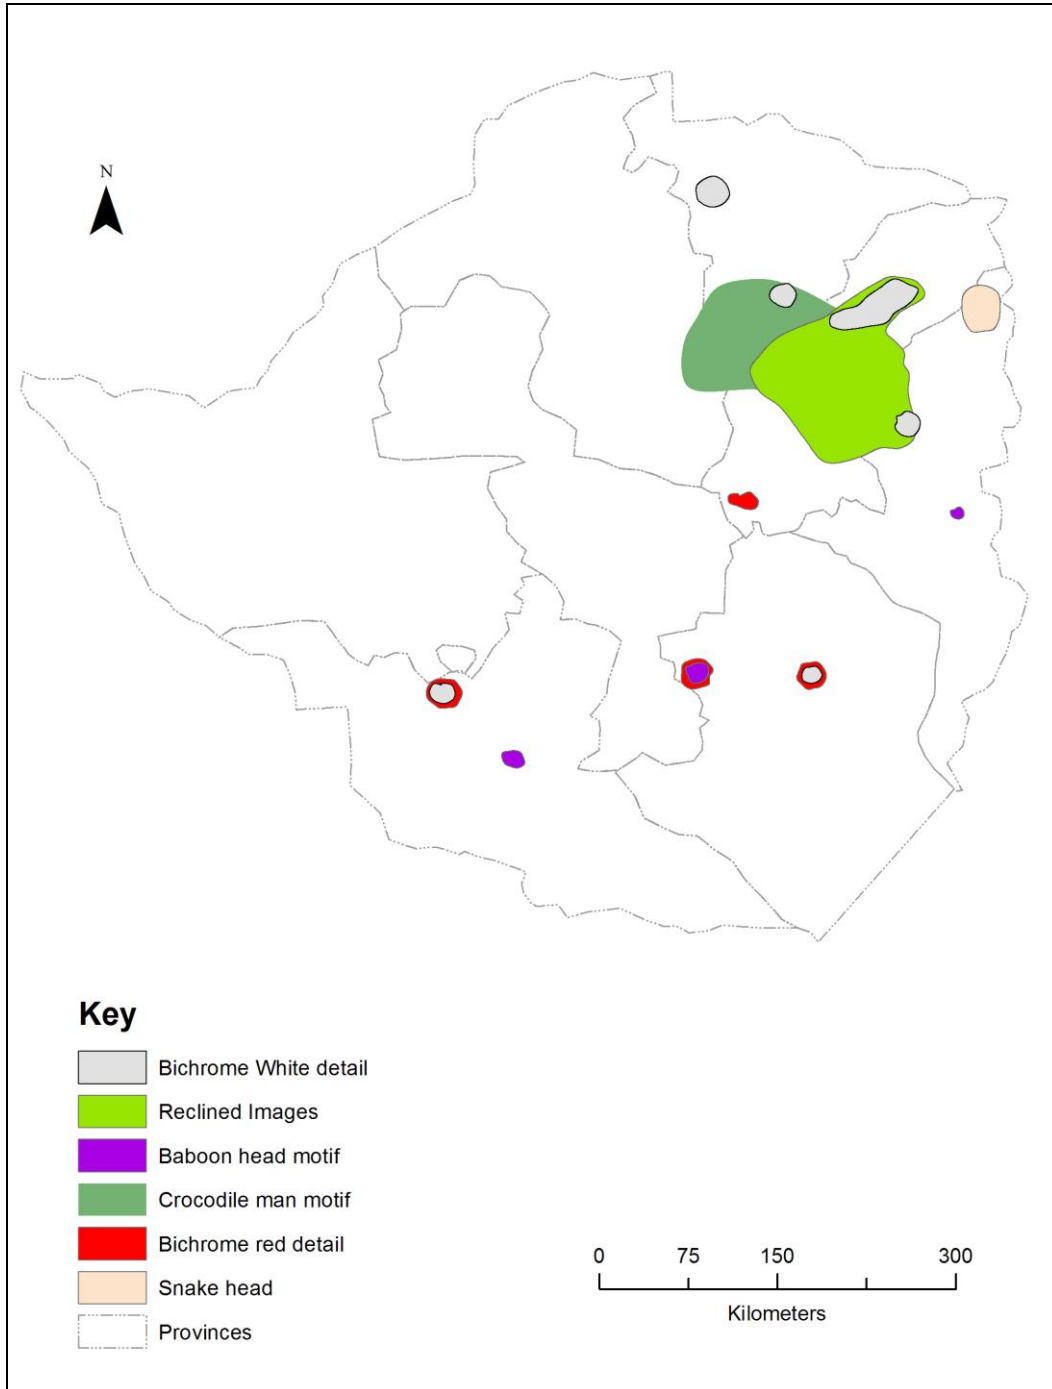 N
Key
Bichrome White detail
Reclined Images
Baboon head motif
Crocodile man motif
Bichrome red detail
Snake head
Provinces
0 75 150 300
Kilometers